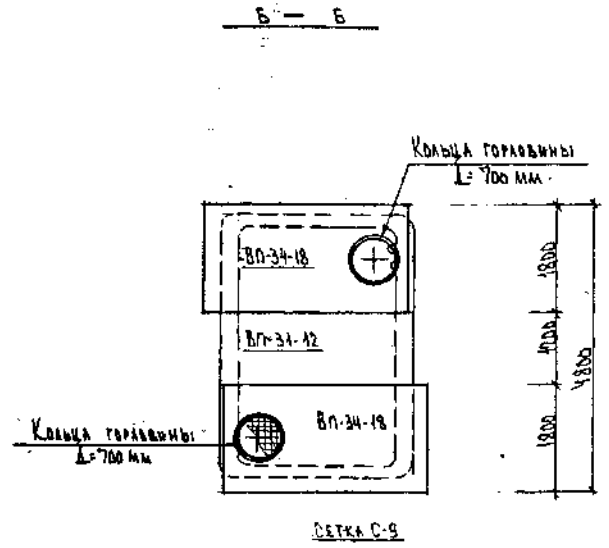 Б — Б
Кольца горловины
Д= 700 мм.
ВП-34-18
1800
ВП-31-12
1200
4800
ВП-34-18
1800
Кольца горловины
Д=700 мм
Сетка С-9